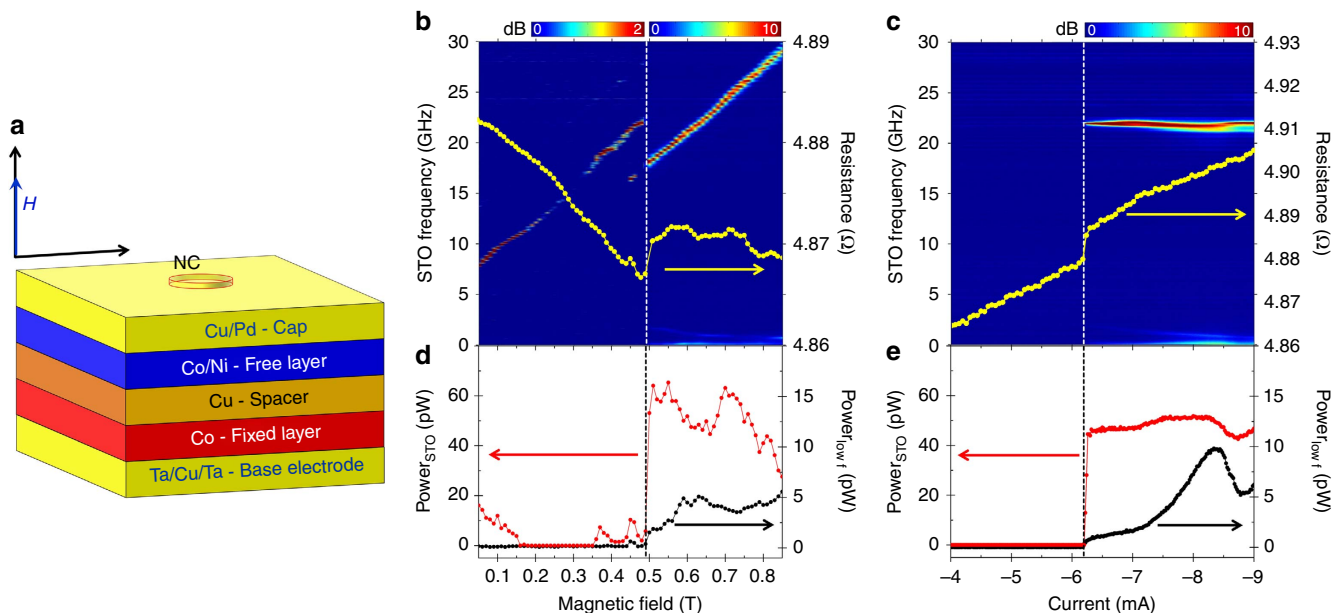 a
H
NC
Cu/Pd - Cap
Co/Ni - Free layer
Cu - Spacer
Co - Fixed layer
Ta/Cu/Ta - Base electrode
b
dB 0 2 0 10
30
25
20
15
10
5
0
STO frequency (GHz)
4.89
4.88
4.87
4.86
Resistance (Ω)
c
dB 0 10
30
25
20
15
10
5
0
STO frequency (GHz)
4.93
4.92
4.91
4.90
4.89
4.88
4.87
4.86
Resistance (Ω)
d
60
40
20
0
PowerSTO (pW)
15
10
5
0
Powerlow f (pW)
0.1 0.2 0.3 0.4 0.5 0.6 0.7 0.8
Magnetic field (T)
e
60
40
20
0
PowerSTO (pW)
15
10
5
0
Powerlow f (pW)
–4 –5 –6 –7 –8 –9
Current (mA)